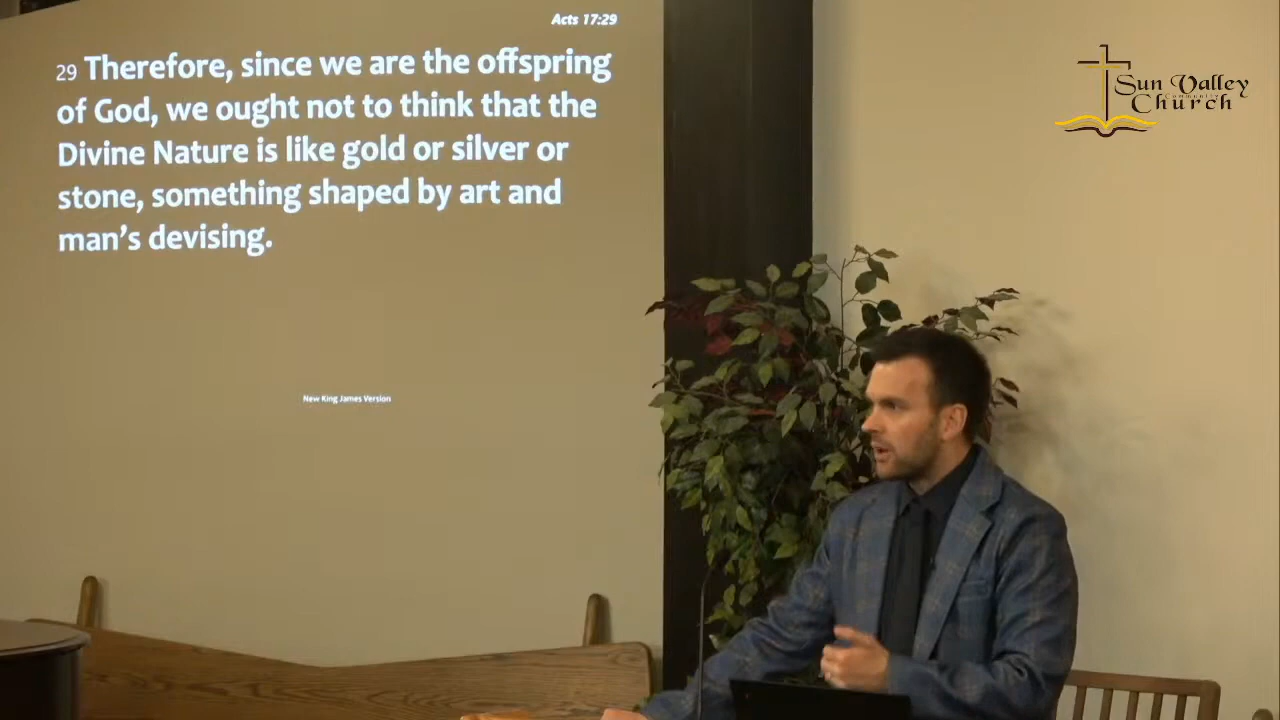 Acts 17:29
29 Therefore, since we are the offspring
of God, we ought not to think that the
Divine Nature is like gold or silver or
stone, something shaped by art and
man's devising.
New King James Version
Sun Valley
Community
Church